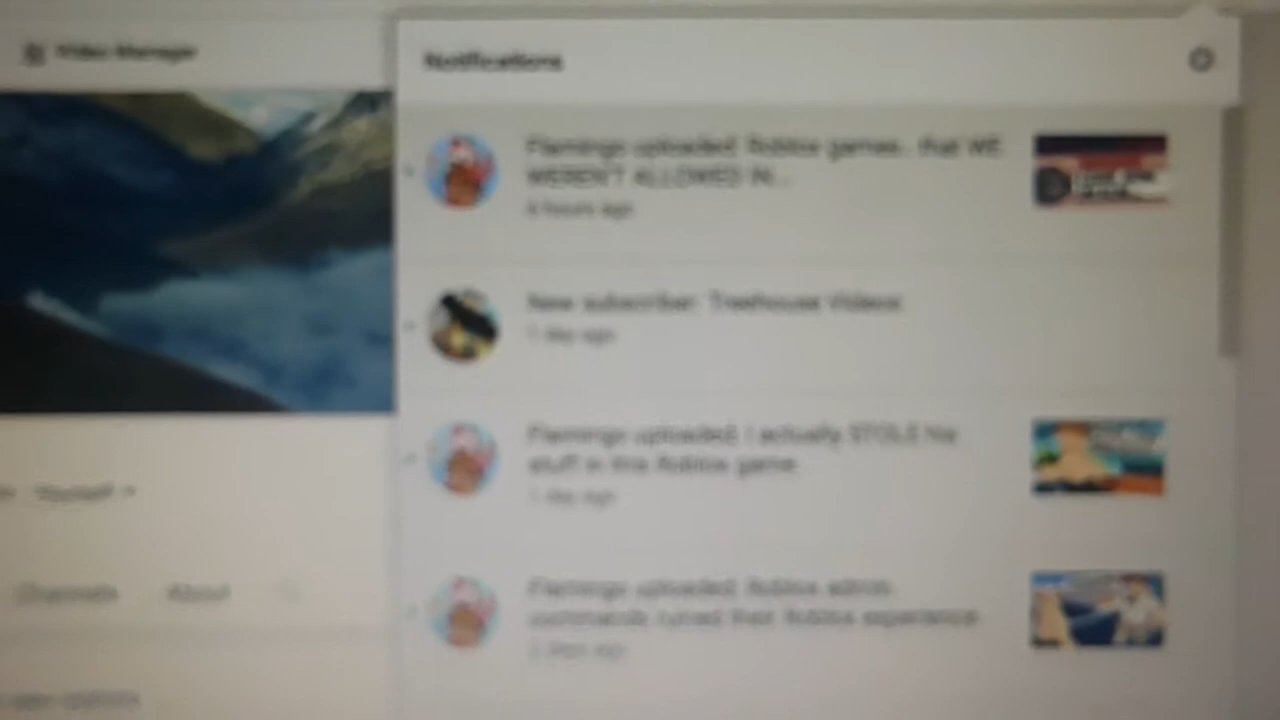 Video Manager
Notifications
Flamingo uploaded: Roblox games.. that WE
WEREN'T ALLOWED IN...
6 hours ago
New subscriber: Treehouse Videos
1 day ago
Flamingo uploaded: I actually STOLE his
stuff in this Roblox game
1 day ago
Yourself
Flamingo uploaded: Roblox admin
commands ruined their Roblox experience
2 days ago
Channels About